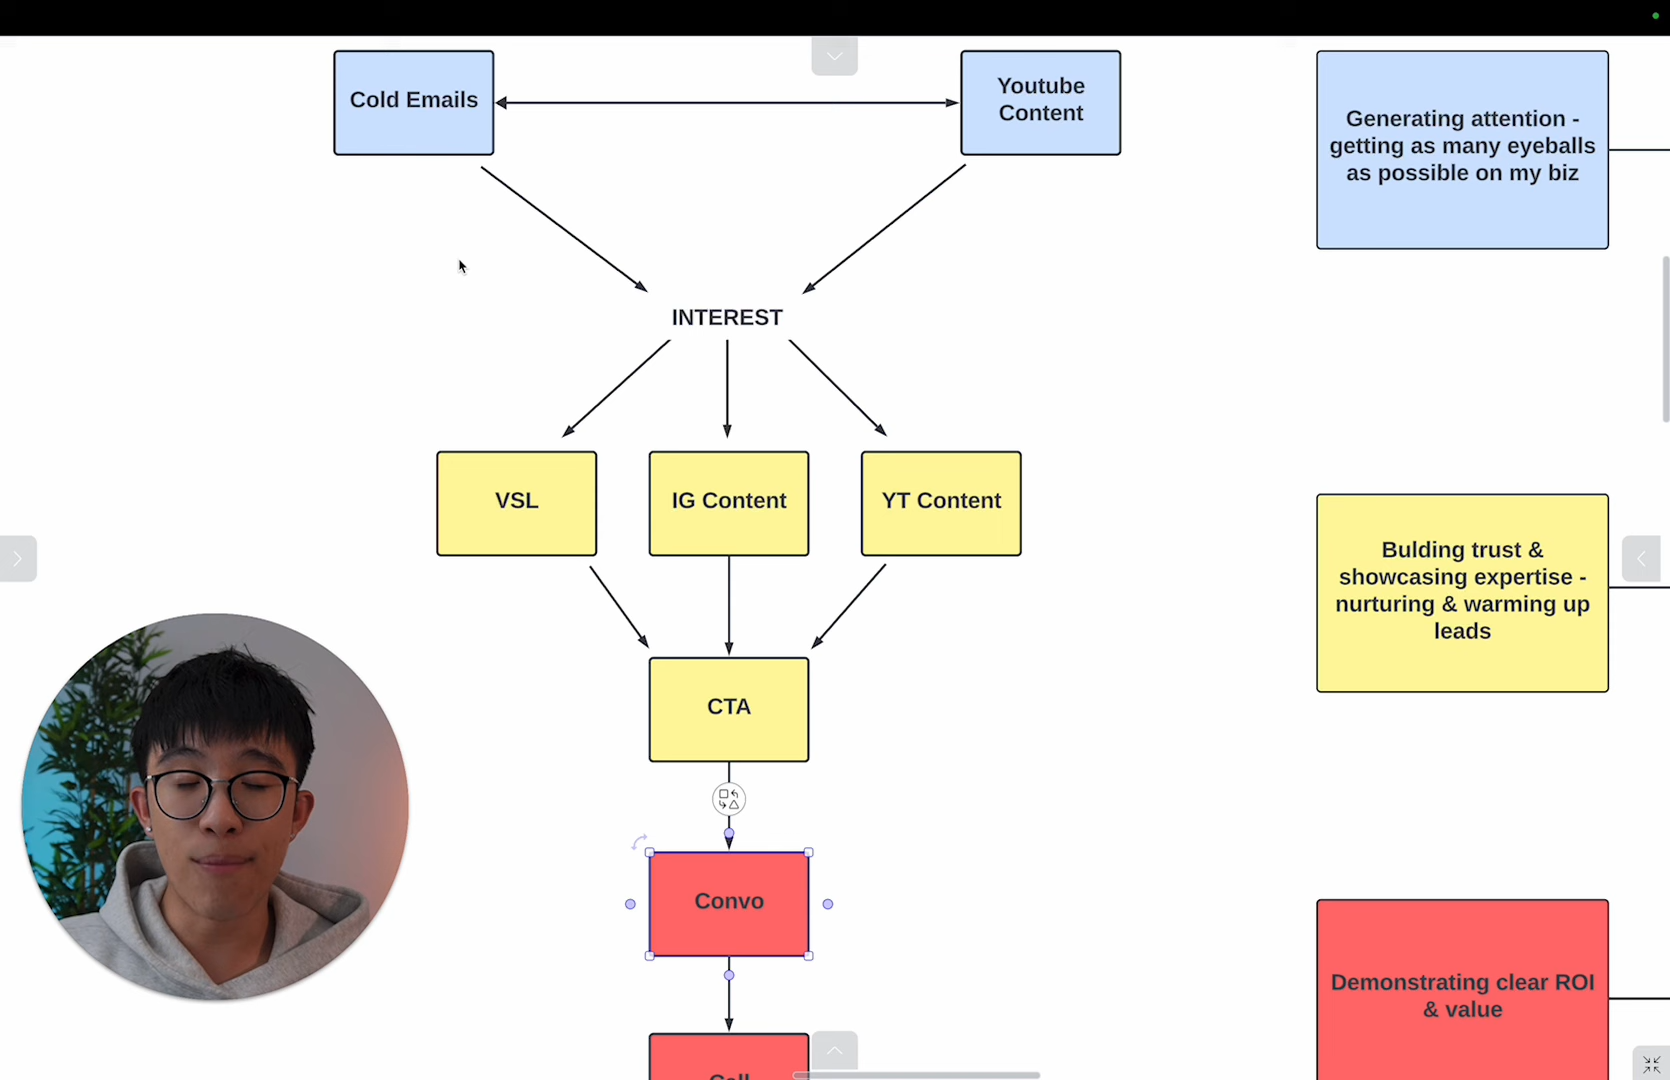 Cold Emails
Youtube
Content
Generating attention -
getting as many eyeballs
as possible on my biz
INTEREST
VSL
IG Content
YT Content
Bulding trust &
showcasing expertise -
nurturing & warming up
leads
CTA
Convo
Demonstrating clear ROI
& value